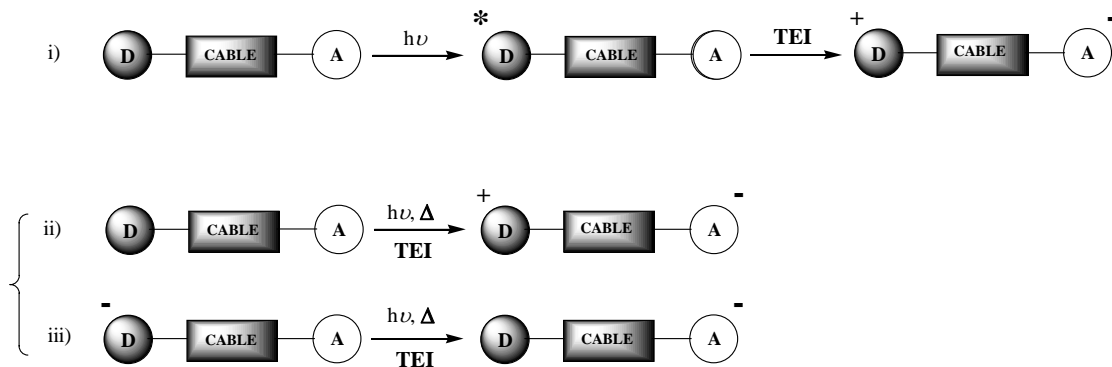 * + -
i) D CABLE A hυ D CABLE A TEI D CABLE A
+ -
ii) D CABLE A hυ, Δ TEI D CABLE A
- -
iii) D CABLE A hυ, Δ TEI D CABLE A